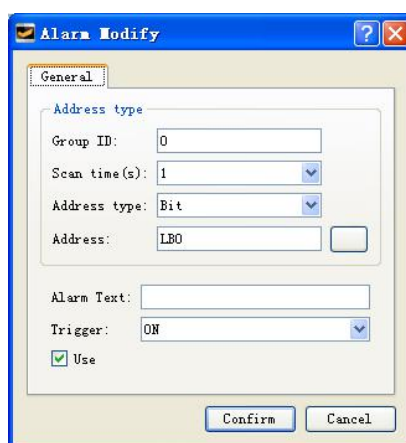 Alarm Modify
General
Address type
Group ID: 0
Scan time(s): 1
Address type: Bit
Address: LB0
Alarm Text:
Trigger: ON
Use
Confirm Cancel